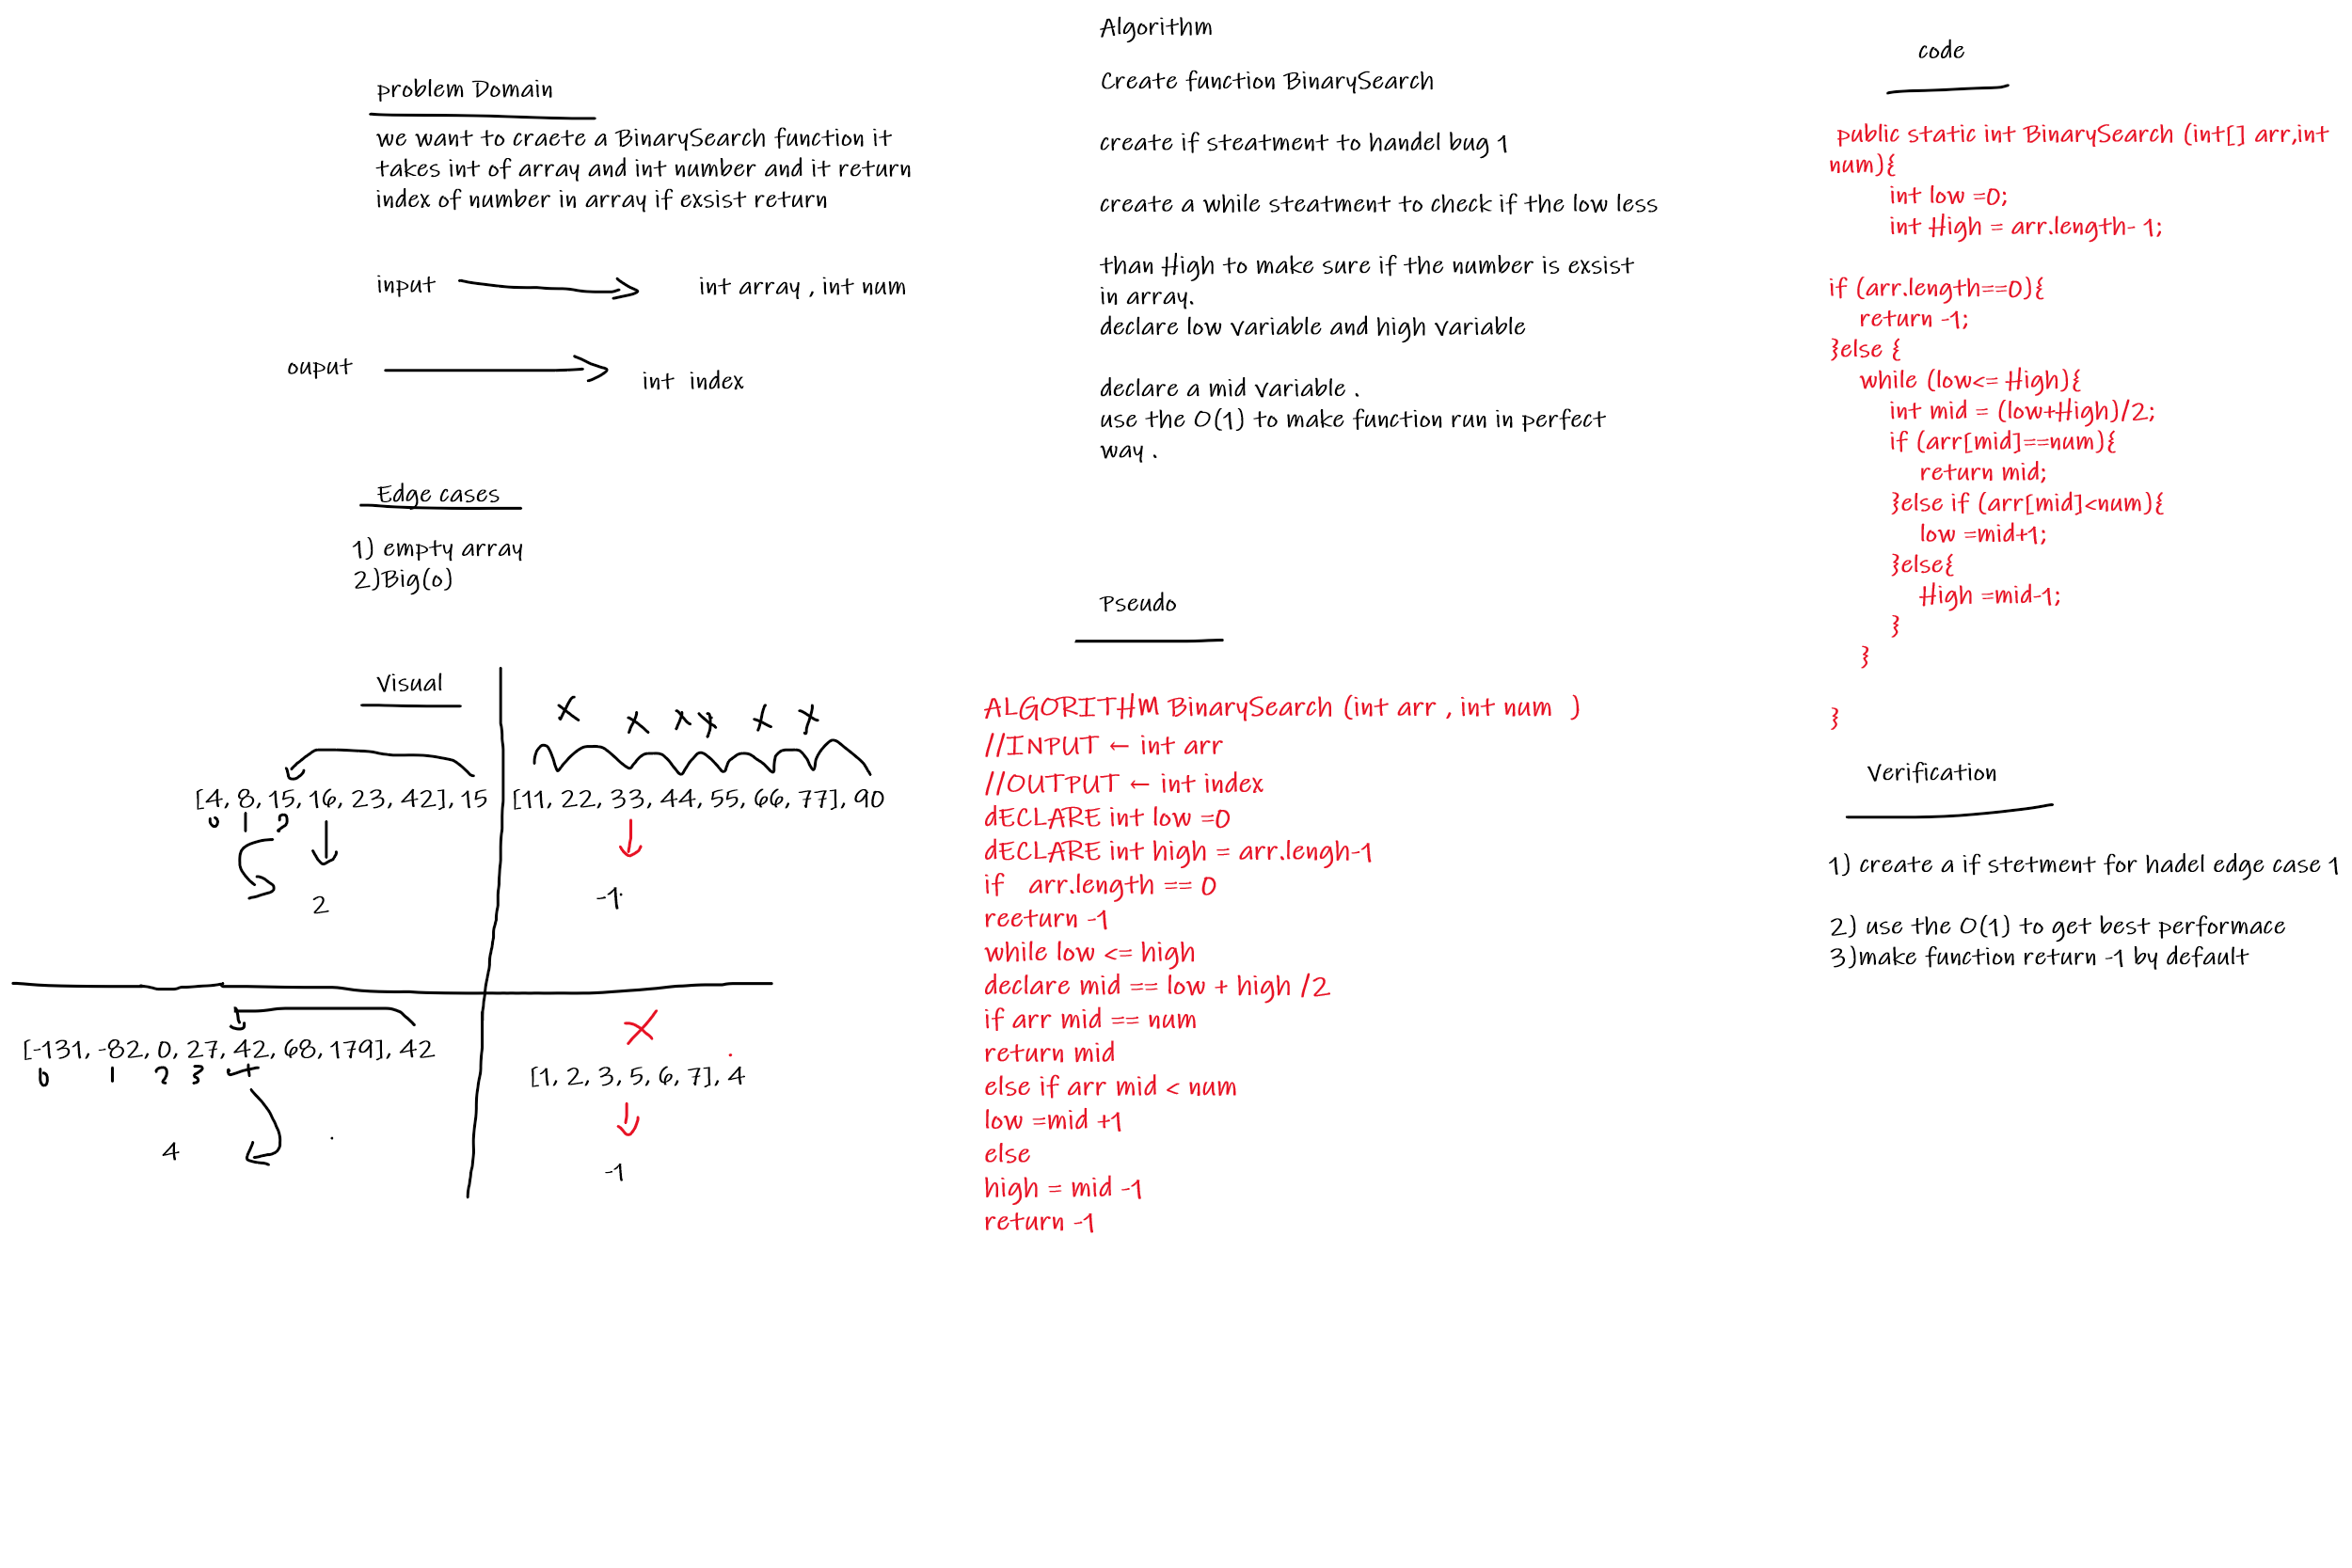 problem Domain
we want to craete a BinarySearch function it
takes int of array and int number and it return
index of number in array if exsist return
input
int array , int num
ouput
int index
Edge cases
1) empty array
2)Big(o)
Visual
x x x x x x
[4, 8, 15, 16, 23, 42], 15
0 1 2
2
[11, 22, 33, 44, 55, 66, 77], 90
-1
[-131, -82, 0, 27, 42, 68, 179], 42
0 1 2 3 4
4
x
[1, 2, 3, 5, 6, 7], 4
-1
Algorithm
Create function BinarySearch
create if steatment to handel bug 1
create a while steatment to check if the low less
than High to make sure if the number is exsist
in array.
declare low variable and high variable
declare a mid variable .
use the O(1) to make function run in perfect
way .
Pseudo
ALGORITHM BinarySearch (int arr , int num )
//INPUT ← int arr
//OUTPUT ← int index
dECLARE int low =0
dECLARE int high = arr.lengh-1
if arr.length == 0
reeturn -1
while low <= high
declare mid == low + high /2
if arr mid == num
return mid
else if arr mid < num
low =mid +1
else
high = mid -1
return -1
code
public static int BinarySearch (int[] arr,int
num){
int low =0;
int High = arr.length- 1;
if (arr.length==0){
return -1;
}else {
while (low<= High){
int mid = (low+High)/2;
if (arr[mid]==num){
return mid;
}else if (arr[mid]<num){
low =mid+1;
}else{
High =mid-1;
}
}
}
Verification
1) create a if stetment for hadel edge case 1
2) use the O(1) to get best performace
3)make function return -1 by default